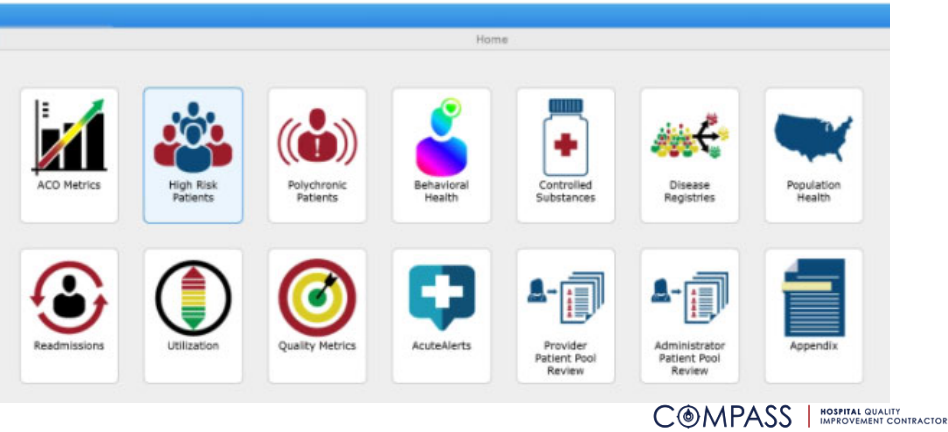 Home
ACO Metrics
High Risk
Patients
Polychronic
Patients
Behavioral
Health
Controlled
Substances
Disease
Registries
Population
Health
Readmissions
Utilization
Quality Metrics
AcuteAlerts
Provider
Patient Pool
Review
Administrator
Patient Pool
Review
Appendix
COMPASS
HOSPITAL QUALITY
IMPROVEMENT CONTRACTOR